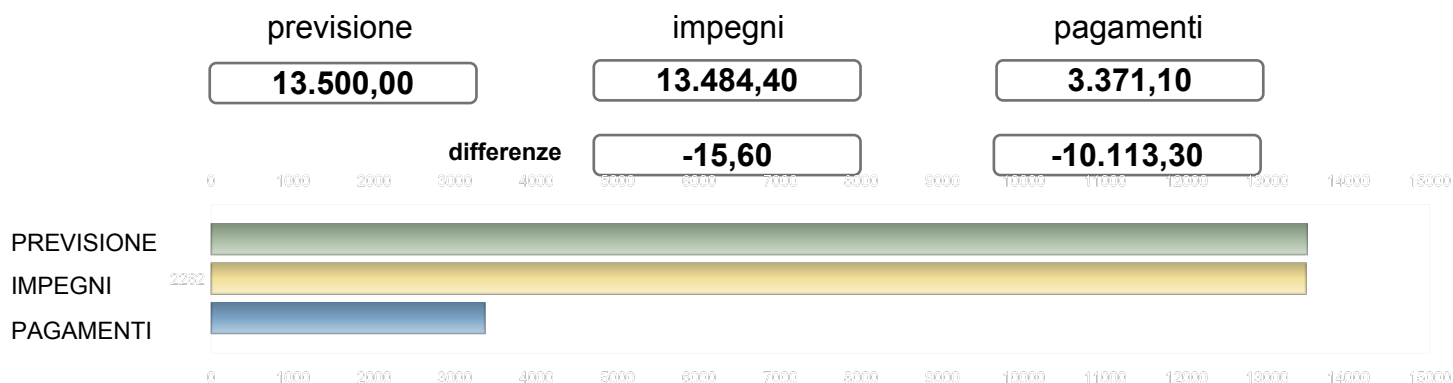 previsione impegni pagamenti
13.500,00 13.484,40 3.371,10
differenze -15,60 -10.113,30
0 1000 2000 3000 4000 5000 6000 7000 8000 9000 10000 11000 12000 13000 14000 15000
PREVISIONE
IMPEGNI 2282
PAGAMENTI
0 1000 2000 3000 4000 5000 6000 7000 8000 9000 10000 11000 12000 13000 14000 15000